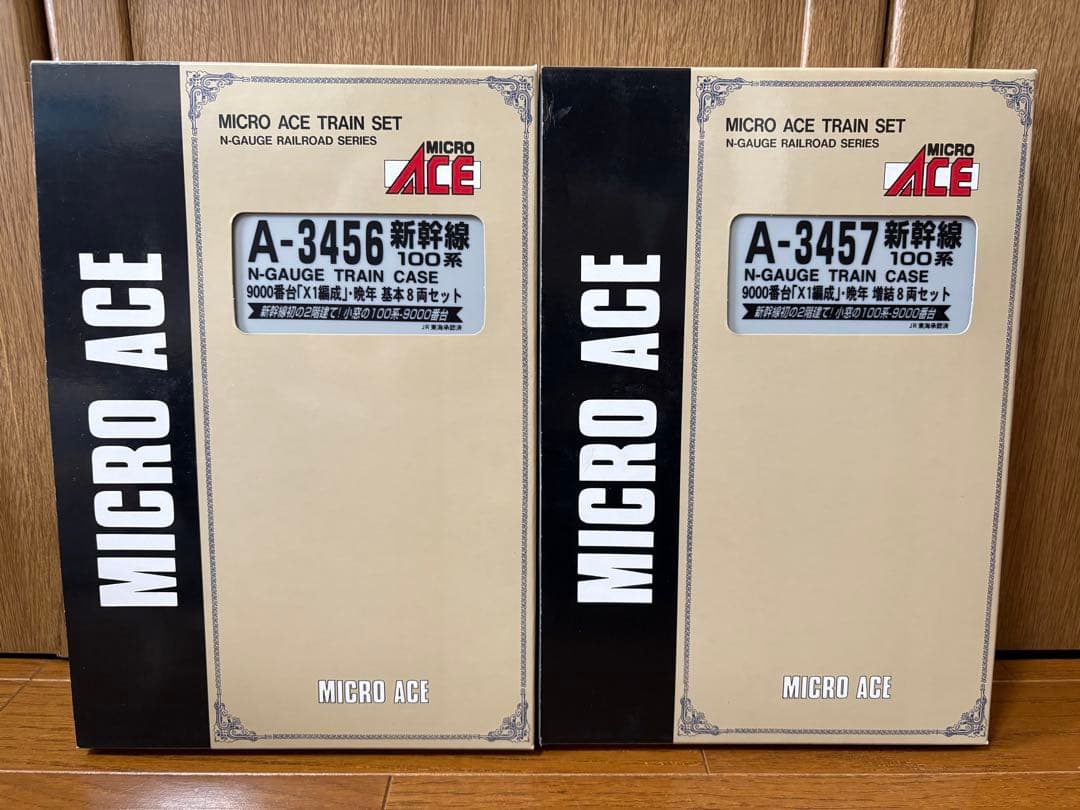 MICRO ACE
MICRO ACE TRAIN SET
N-GAUGE RAILROAD SERIES
MICRO
ACE
A-3456 新幹線
100系
N-GAUGE TRAIN CASE
9000番台「X1編成」・晩年 基本8両セット
新幹線初の2階建て!小窓の100系-9000番台
JR東海承認済
MICRO ACE
MICRO ACE
MICRO ACE TRAIN SET
N-GAUGE RAILROAD SERIES
MICRO
ACE
A-3457 新幹線
100系
N-GAUGE TRAIN CASE
9000番台「X1編成」・晩年 増結8両セット
新幹線初の2階建て!小窓の100系-9000番台
JR東海承認済
MICRO ACE